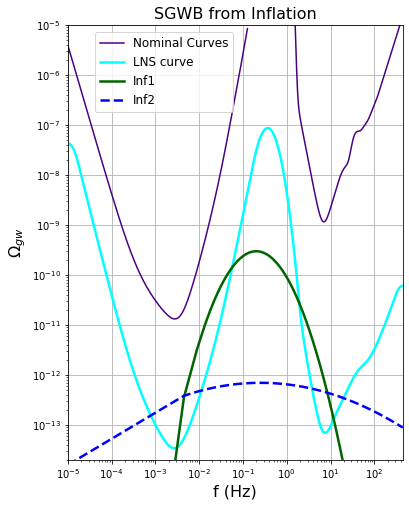 SGWB from Inflation
Nominal Curves
LNS curve
Inf1
Inf2
Ω_gw
10⁻⁵
10⁻⁶
10⁻⁷
10⁻⁸
10⁻⁹
10⁻¹⁰
10⁻¹¹
10⁻¹²
10⁻¹³
10⁻⁵ 10⁻⁴ 10⁻³ 10⁻² 10⁻¹ 10⁰ 10¹ 10²
f (Hz)